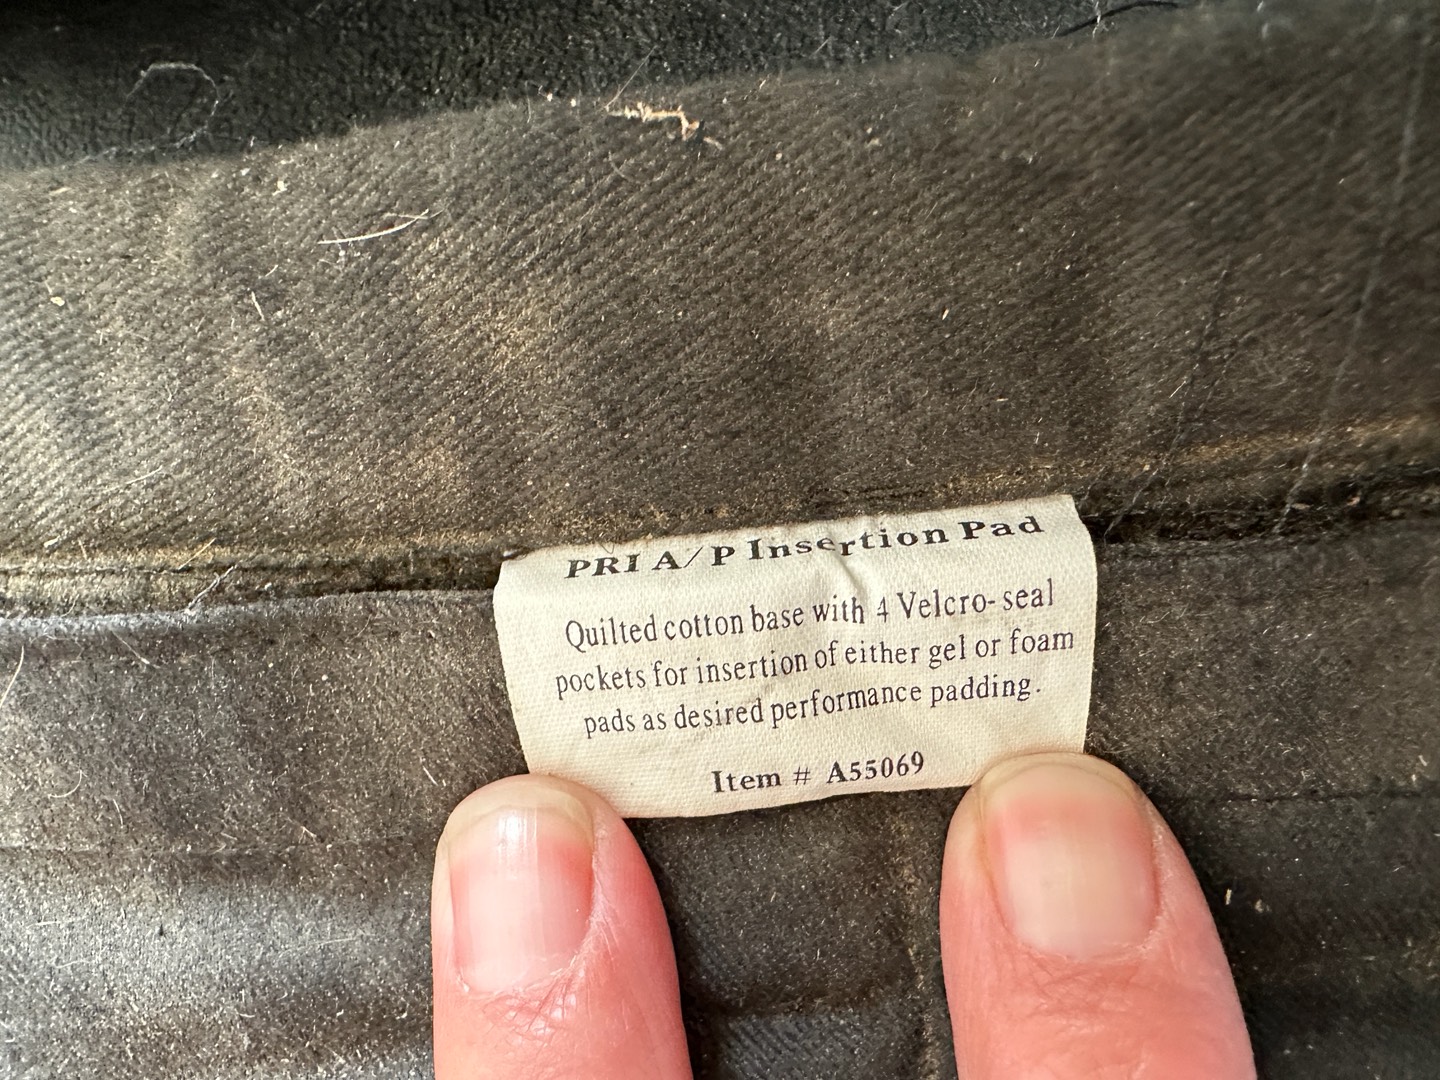 PRI A/P Insertion Pad
Quilted cotton base with 4 Velcro-seal
pockets for insertion of either gel or foam
pads as desired performance padding.
Item # A55069